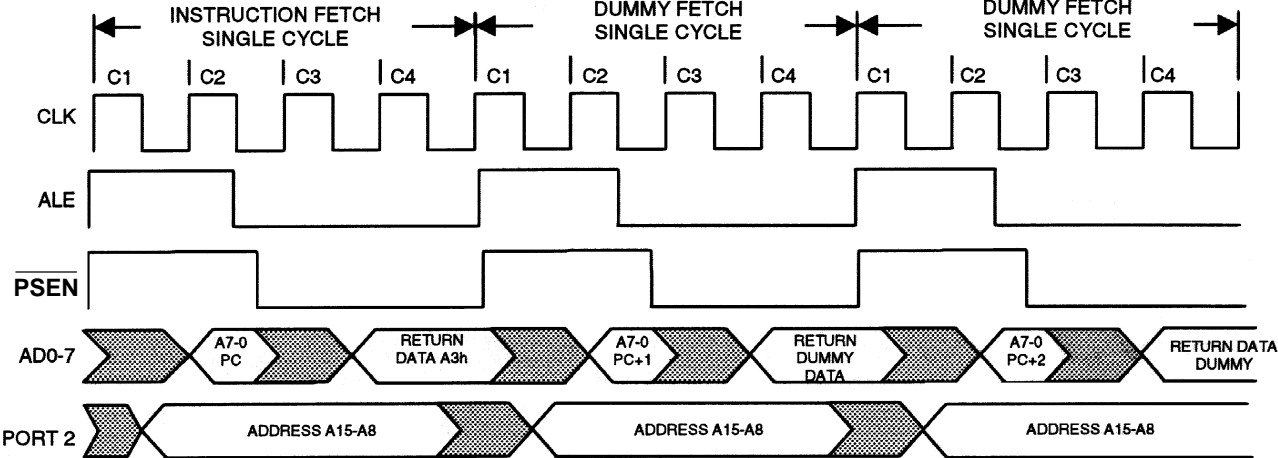 INSTRUCTION FETCH
SINGLE CYCLE
DUMMY FETCH
SINGLE CYCLE
DUMMY FETCH
SINGLE CYCLE
C1 C2 C3 C4 C1 C2 C3 C4 C1 C2 C3 C4
CLK
ALE
PSEN
AD0-7
A7-0
PC
RETURN
DATA A3h
A7-0
PC+1
RETURN
DUMMY
DATA
A7-0
PC+2
RETURN DATA
DUMMY
PORT 2
ADDRESS A15-A8
ADDRESS A15-A8
ADDRESS A15-A8